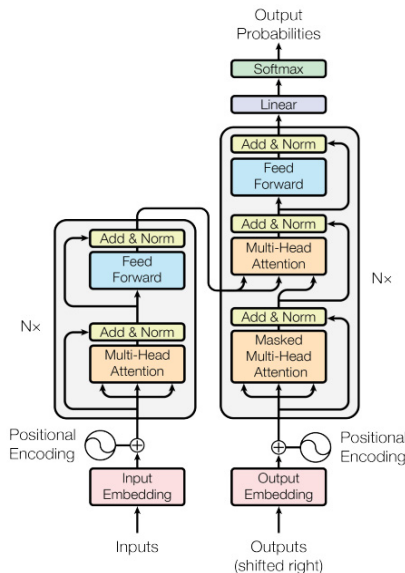 Output
Probabilities
Softmax
Linear
Add & Norm
Feed
Forward
Add & Norm
Multi-Head
Attention
Add & Norm
Masked
Multi-Head
Attention
N×
Positional
Encoding
Output
Embedding
Outputs
(shifted right)
Add & Norm
Feed
Forward
Add & Norm
Multi-Head
Attention
N×
Positional
Encoding
Input
Embedding
Inputs